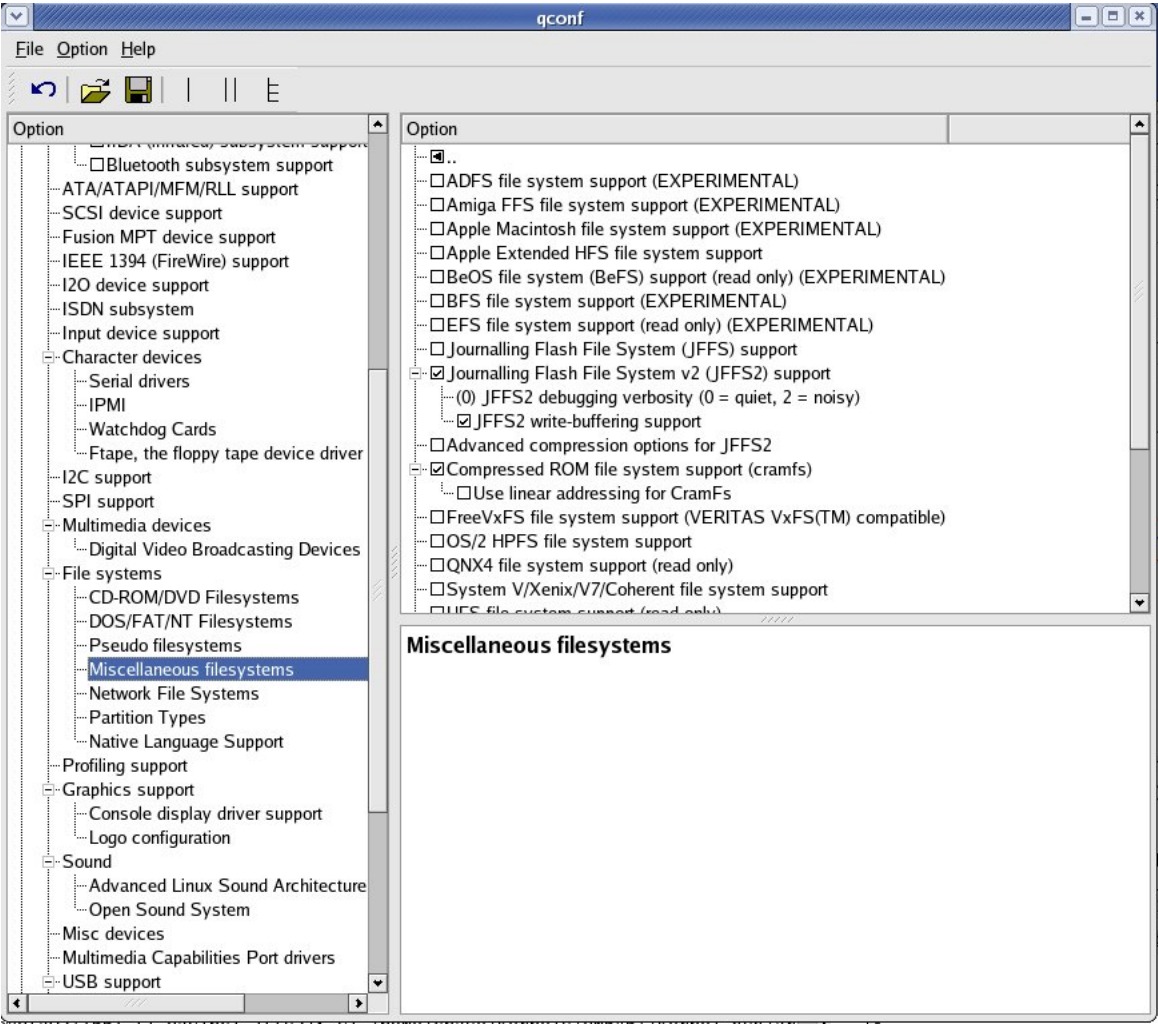 qconf
File Option Help
Option
IrDA (infrared) subsystem support
Bluetooth subsystem support
ATA/ATAPI/MFM/RLL support
SCSI device support
Fusion MPT device support
IEEE 1394 (FireWire) support
I2O device support
ISDN subsystem
Input device support
Character devices
Serial drivers
IPMI
Watchdog Cards
Ftape, the floppy tape device driver
I2C support
SPI support
Multimedia devices
Digital Video Broadcasting Devices
File systems
CD-ROM/DVD Filesystems
DOS/FAT/NT Filesystems
Pseudo filesystems
Miscellaneous filesystems
Network File Systems
Partition Types
Native Language Support
Profiling support
Graphics support
Console display driver support
Logo configuration
Sound
Advanced Linux Sound Architecture
Open Sound System
Misc devices
Multimedia Capabilities Port drivers
USB support
Option
..
ADFS file system support (EXPERIMENTAL)
Amiga FFS file system support (EXPERIMENTAL)
Apple Macintosh file system support (EXPERIMENTAL)
Apple Extended HFS file system support
BeOS file system (BeFS) support (read only) (EXPERIMENTAL)
BFS file system support (EXPERIMENTAL)
EFS file system support (read only) (EXPERIMENTAL)
Journalling Flash File System (JFFS) support
Journalling Flash File System v2 (JFFS2) support
(0) JFFS2 debugging verbosity (0 = quiet, 2 = noisy)
JFFS2 write-buffering support
Advanced compression options for JFFS2
Compressed ROM file system support (cramfs)
Use linear addressing for CramFs
FreeVxFS file system support (VERITAS VxFS(TM) compatible)
OS/2 HPFS file system support
QNX4 file system support (read only)
System V/Xenix/V7/Coherent file system support
UFS file system support (read only)
Miscellaneous filesystems